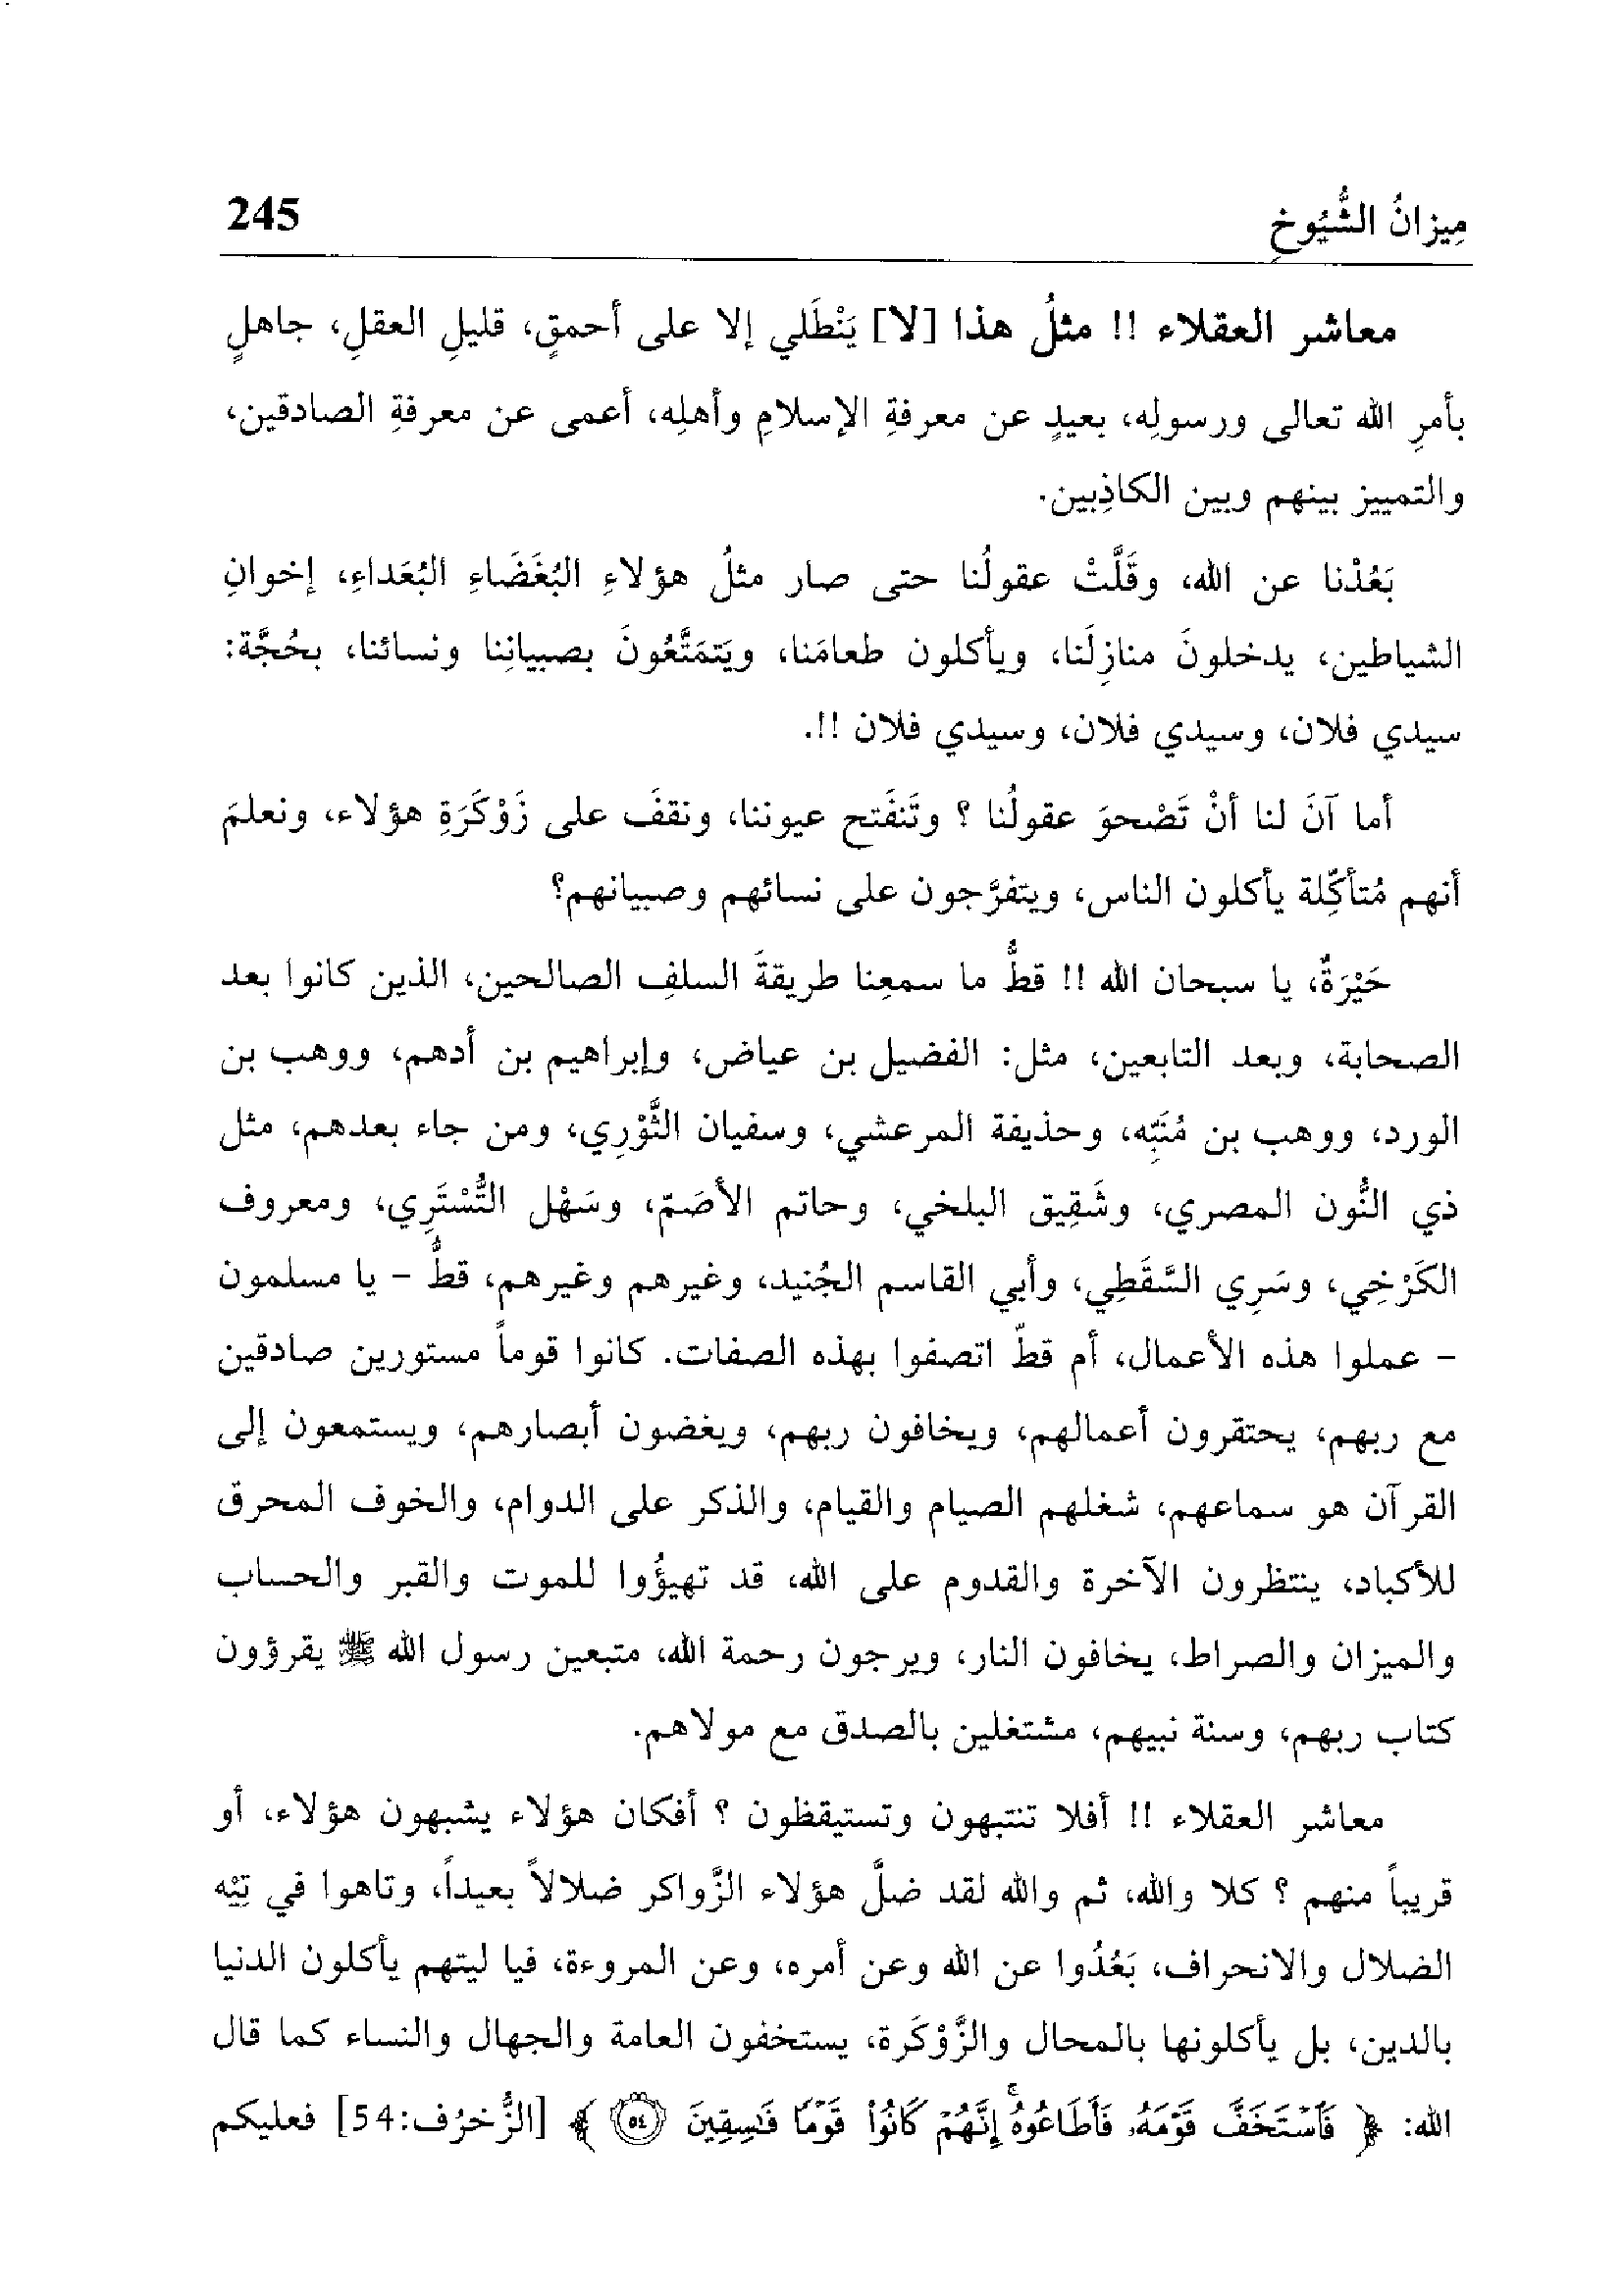 ميزانُ الشُّيُوخِ 245
معاشر العقلاء !! مثلُ هذا [لا] يَنْطَلي إلا على أحمقٍ، قليلِ العقلِ، جاهلٍ
بأمرِ الله تعالى ورسولِه، بعيدٍ عن معرفةِ الإسلامِ وأهلِه، أعمى عن معرفةِ الصادقين،
والتمييز بينهم وبين الكاذِبين.
بَعُدْنا عن الله، وقَلَّتْ عقولُنا حتى صار مثلُ هؤلاءِ البُغَضَاءِ البُعَداءِ، إخوانِ
الشياطين، يدخلونَ منازِلَنا، ويأكلون طعامَنا، ويَتمَتَّعُونَ بصبيانِنا ونسائنا، بحُجَّة:
سيدي فلان، وسيدي فلان، وسيدي فلان !!.
أما آنَ لنا أنْ تَصْحوَ عقولُنا ؟ وتَنفَتح عيوننا، ونقفَ على زَوْكَرَةِ هؤلاء، ونعلمَ
أنهم مُتأكِّلة يأكلون الناس، ويتفرَّجون على نسائهم وصبيانهم؟
حَيْرَةٌ، يا سبحان الله !! قطُّ ما سمعِنا طريقةَ السلفِ الصالحين، الذين كانوا بعد
الصحابة، وبعد التابعين، مثل: الفضيل بن عياض، وإبراهيم بن أدهم، ووهب بن
الورد، ووهب بن مُنَبِّه، وحذيفة المرعشي، وسفيان الثَّوْرِي، ومن جاء بعدهم، مثل
ذي النُّون المصري، وشَقِيق البلخي، وحاتم الأصَمّ، وسَهْل التُّسْتَرِي، ومعروف
الكَرْخِي، وسَرِي السَّقَطِي، وأبي القاسم الجُنيد، وغيرهم وغيرهم، قطُّ - يا مسلمون
- عملوا هذه الأعمال، أم قطّ اتصفوا بهذه الصفات. كانوا قوماً مستورين صادقين
مع ربهم، يحتقرون أعمالهم، ويخافون ربهم، ويغضون أبصارهم، ويستمعون إلى
القرآن هو سماعهم، شغلهم الصيام والقيام، والذكر على الدوام، والخوف المحرق
للأكباد، ينتظرون الآخرة والقدوم على الله، قد تهيؤُوا للموت والقبر والحساب
والميزان والصراط، يخافون النار، ويرجون رحمة الله، متبعين رسول الله ﷺ يقرؤون
كتاب ربهم، وسنة نبيهم، مشتغلين بالصدق مع مولاهم.
معاشر العقلاء !! أفلا تنتبهون وتستيقظون ؟ أفكان هؤلاء يشبهون هؤلاء، أو
قريباً منهم ؟ كلا والله، ثم والله لقد ضلَّ هؤلاء الزَّواكر ضلالاً بعيداً، وتاهوا في تِيْه
الضلال والانحراف، بَعُدُوا عن الله وعن أمره، وعن المروءة، فيا ليتهم يأكلون الدنيا
بالدين، بل يأكلونها بالمحال والزَّوْكَرة، يستخفون العامة والجهال والنساء كما قال
الله: ﴿ فَٱسْتَخَفَّ قَوْمَهُۥ فَأَطَاعُوهُۚ إِنَّهُمْ كَانُوا۟ قَوْمًا فَـٰسِقِينَ ٥٤ ﴾ [الزُّخرُف:54] فعليكم